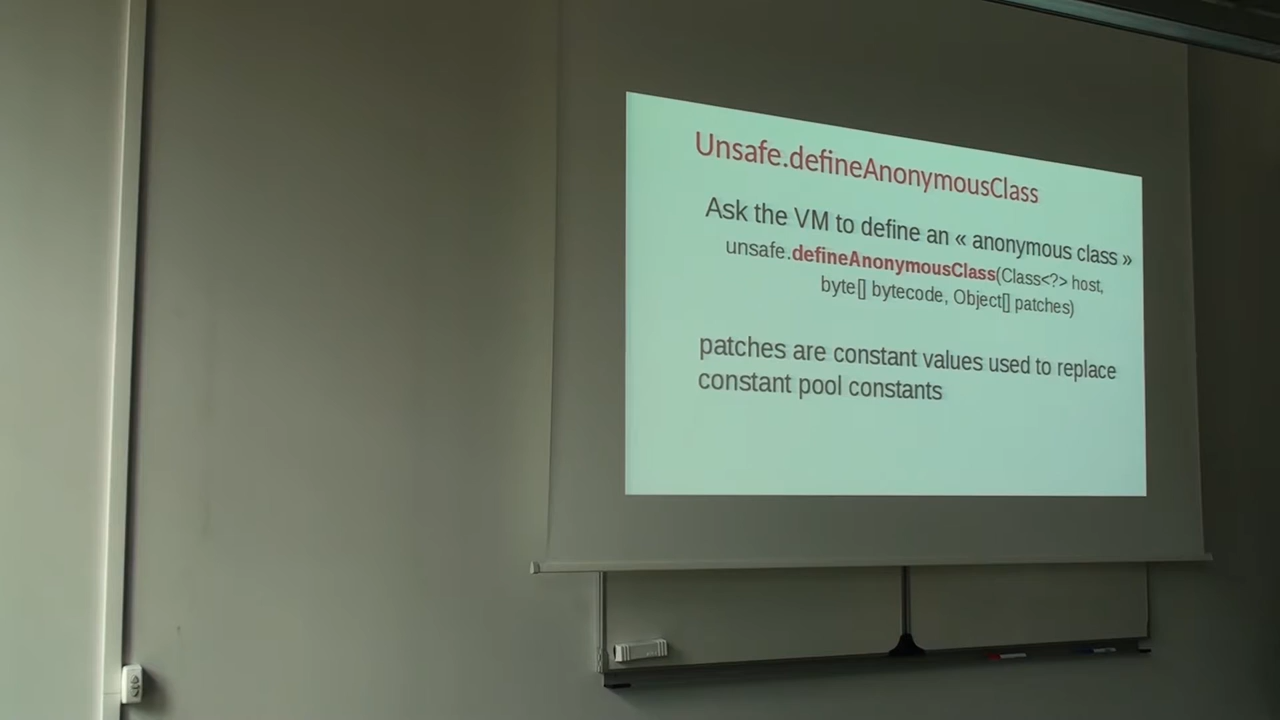 Unsafe.defineAnonymousClass
Ask the VM to define an « anonymous class »
unsafe.defineAnonymousClass(Class<?> host,
byte[] bytecode, Object[] patches)
patches are constant values used to replace
constant pool constants